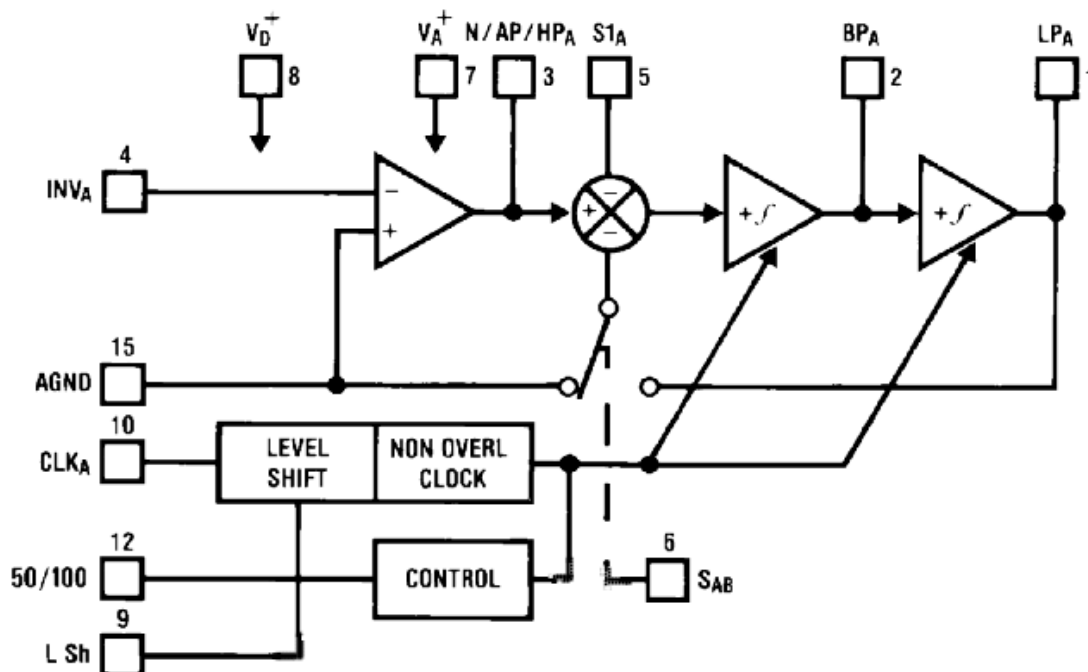 V_D^+ V_A^+ N/AP/HP_A S1_A BP_A LP_A
8 7 3 5 2
4
INV_A
− + + − − +∫ +∫
15
AGND
10
CLK_A
LEVEL SHIFT
NON OVERL CLOCK
12
50/100
CONTROL
6
S_AB
9
L Sh